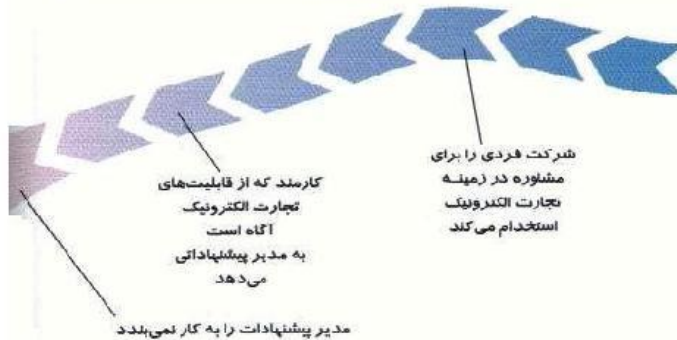 شرکت فردی را برای
مشاوره در زمینه
تجارت الکترونیک
استخدام می‌کند
کارمند که از قابلیت‌های
تجارت الکترونیک
آگاه است
به مدیر پیشنهاداتی
می‌دهد
مدیر پیشنهادات را به کار نمی‌بندد